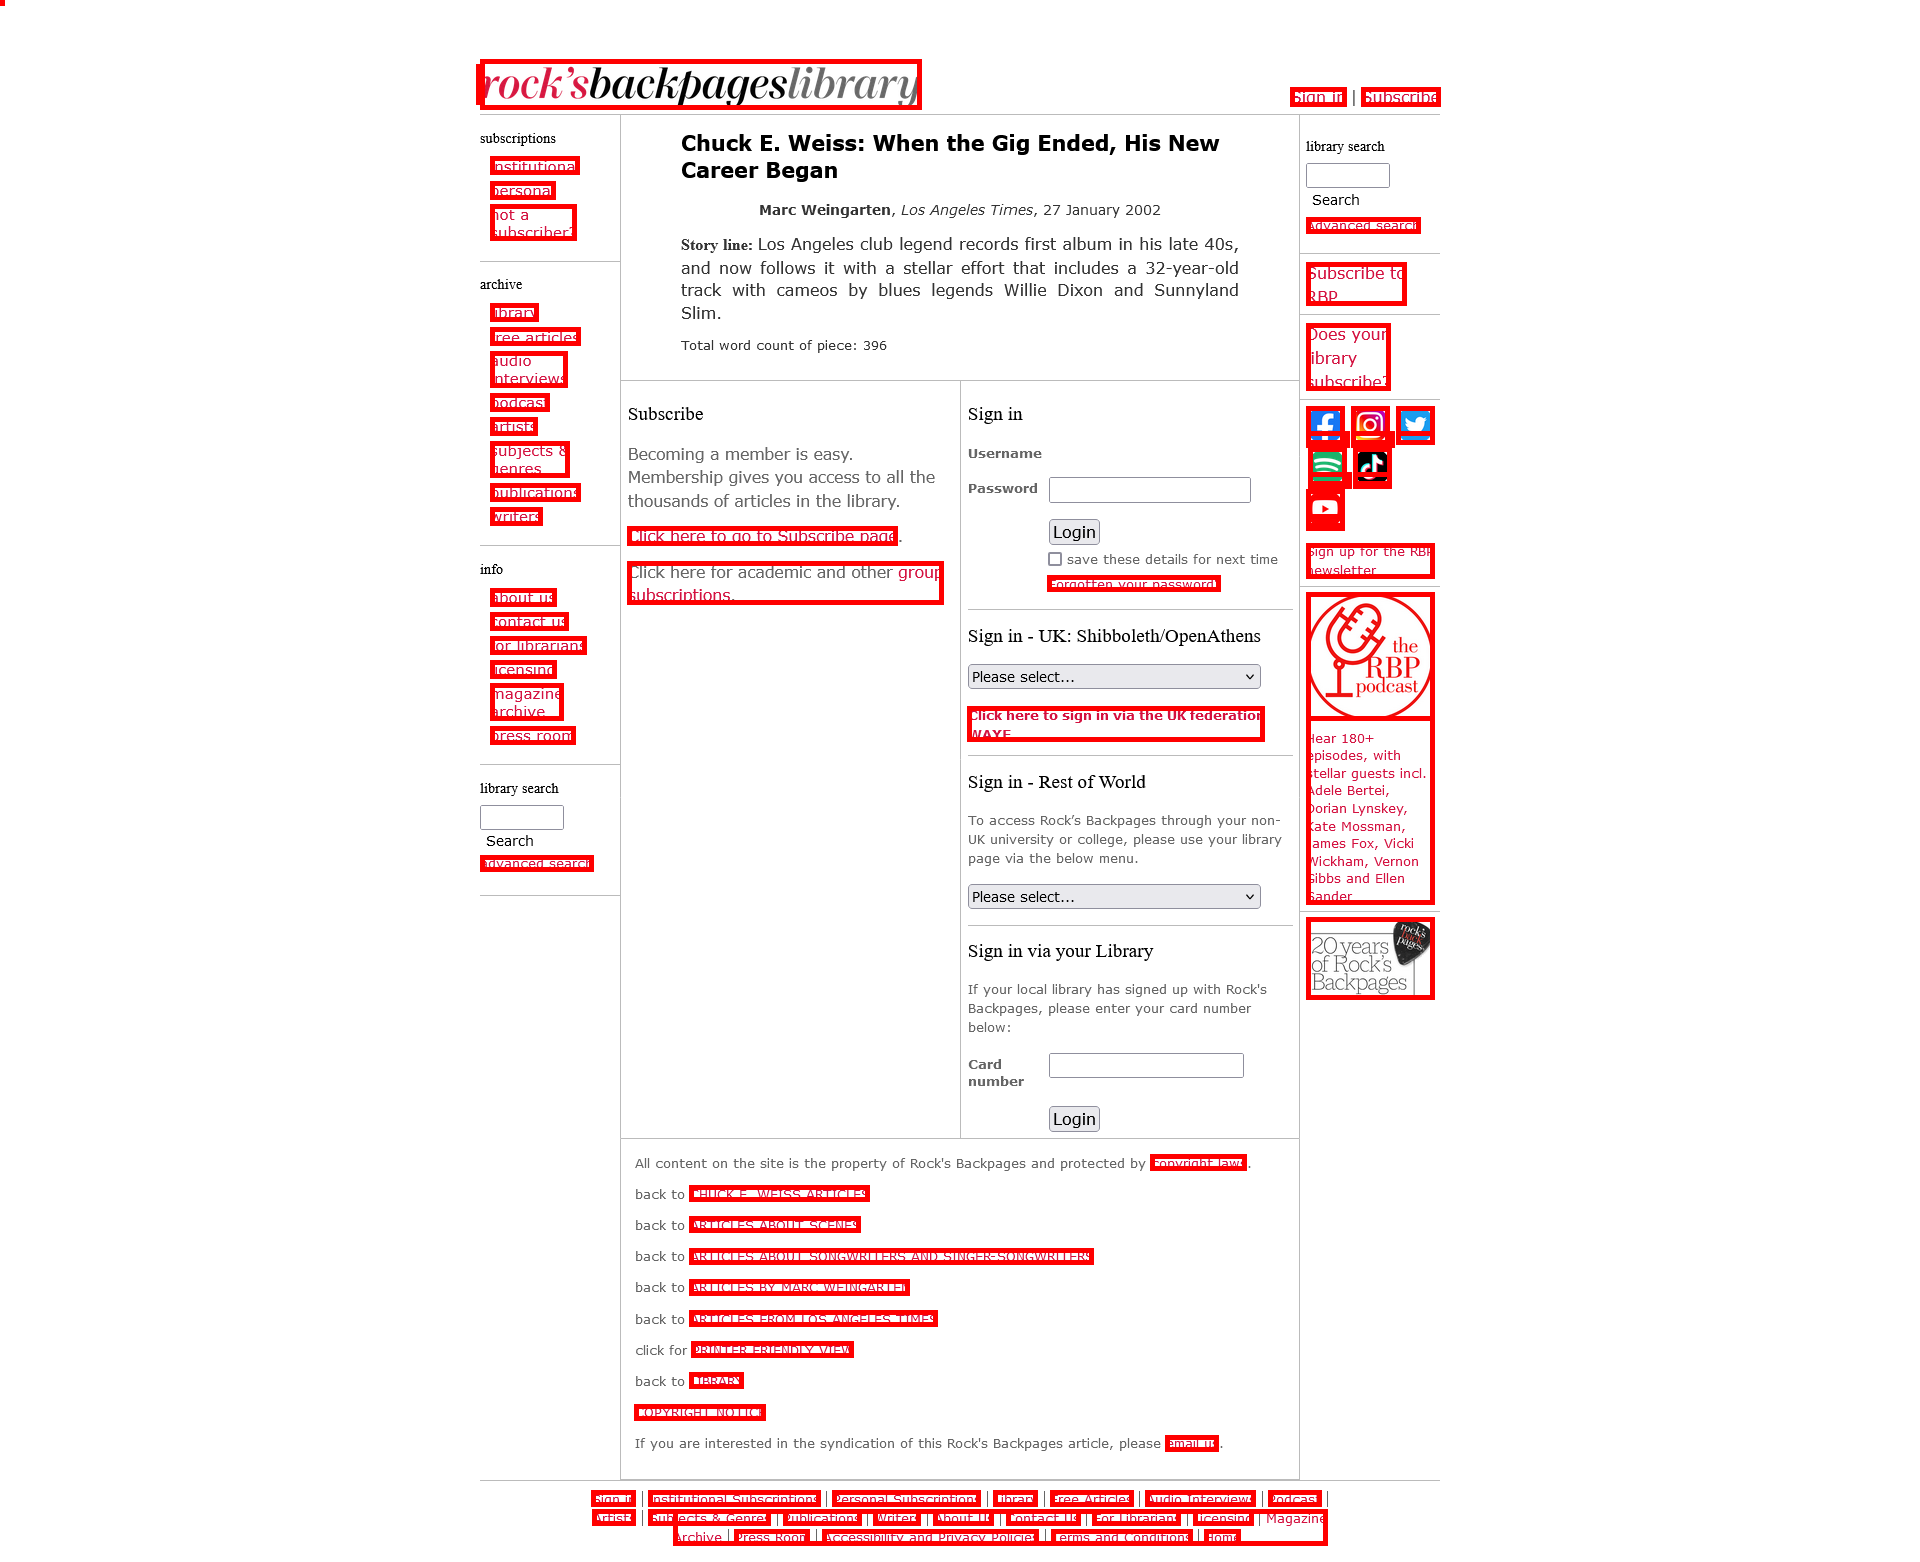 rock'sbackpageslibrary
Sign in | Subscribe
subscriptions
institutional
personal
not a
subscriber?
archive
library
free articles
audio
interviews
podcast
artists
subjects &
genres
publications
writers
info
about us
contact us
for librarians
licensing
magazine
archive
press room
library search
Search
advanced search
Chuck E. Weiss: When the Gig Ended, His New
Career Began
Marc Weingarten, Los Angeles Times, 27 January 2002
Story line: Los Angeles club legend records first album in his late 40s,
and now follows it with a stellar effort that includes a 32-year-old
track with cameos by blues legends Willie Dixon and Sunnyland
Slim.
Total word count of piece: 396
Subscribe
Becoming a member is easy.
Membership gives you access to all the
thousands of articles in the library.
Click here to go to Subscribe page.
Click here for academic and other group
subscriptions.
Sign in
Username
Password
Login
save these details for next time
Forgotten your password?
Sign in - UK: Shibboleth/OpenAthens
Please select...
Click here to sign in via the UK federation
WAYF
Sign in - Rest of World
To access Rock’s Backpages through your non-
UK university or college, please use your library
page via the below menu.
Please select...
Sign in via your Library
If your local library has signed up with Rock's
Backpages, please enter your card number
below:
Card
number
Login
library search
Search
Advanced search
Subscribe to
RBP
Does your
library
subscribe?
Sign up for the RBP
newsletter
the
RBP
podcast
Hear 180+
episodes, with
stellar guests incl.
Adele Bertei,
Dorian Lynskey,
Kate Mossman,
James Fox, Vicki
Wickham, Vernon
Gibbs and Ellen
Sander
rock's
back
pages
20 years
of Rock's
Backpages
All content on the site is the property of Rock's Backpages and protected by copyright laws.
back to CHUCK E. WEISS ARTICLES
back to ARTICLES ABOUT SCENES
back to ARTICLES ABOUT SONGWRITERS AND SINGER-SONGWRITERS
back to ARTICLES BY MARC WEINGARTEN
back to ARTICLES FROM LOS ANGELES TIMES
click for PRINTER FRIENDLY VIEW
back to LIBRARY
COPYRIGHT NOTICE
If you are interested in the syndication of this Rock's Backpages article, please email us.
Sign in | Institutional Subscriptions | Personal Subscriptions | Library | Free Articles | Audio Interviews | Podcast |
Artists | Subjects & Genres | Publications | Writers | About Us | Contact Us | For Librarians | Licensing | Magazine
Archive | Press Room | Accessibility and Privacy Policies | Terms and Conditions | Home